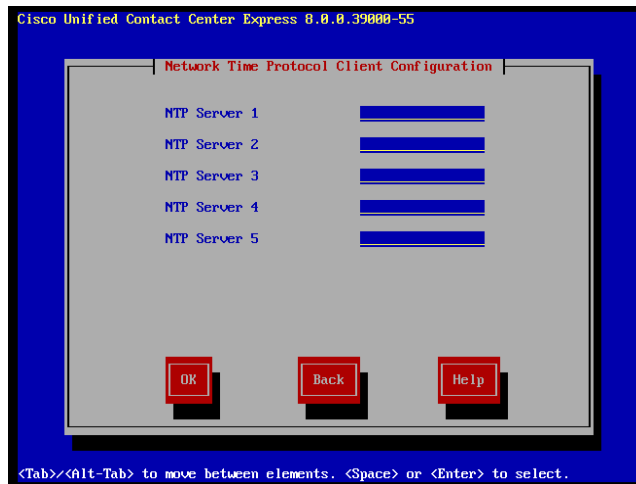 Cisco Unified Contact Center Express 8.0.0.39000-55
Network Time Protocol Client Configuration
NTP Server 1
NTP Server 2
NTP Server 3
NTP Server 4
NTP Server 5
OK Back Help
<Tab>/<Alt-Tab> to move between elements. <Space> or <Enter> to select.